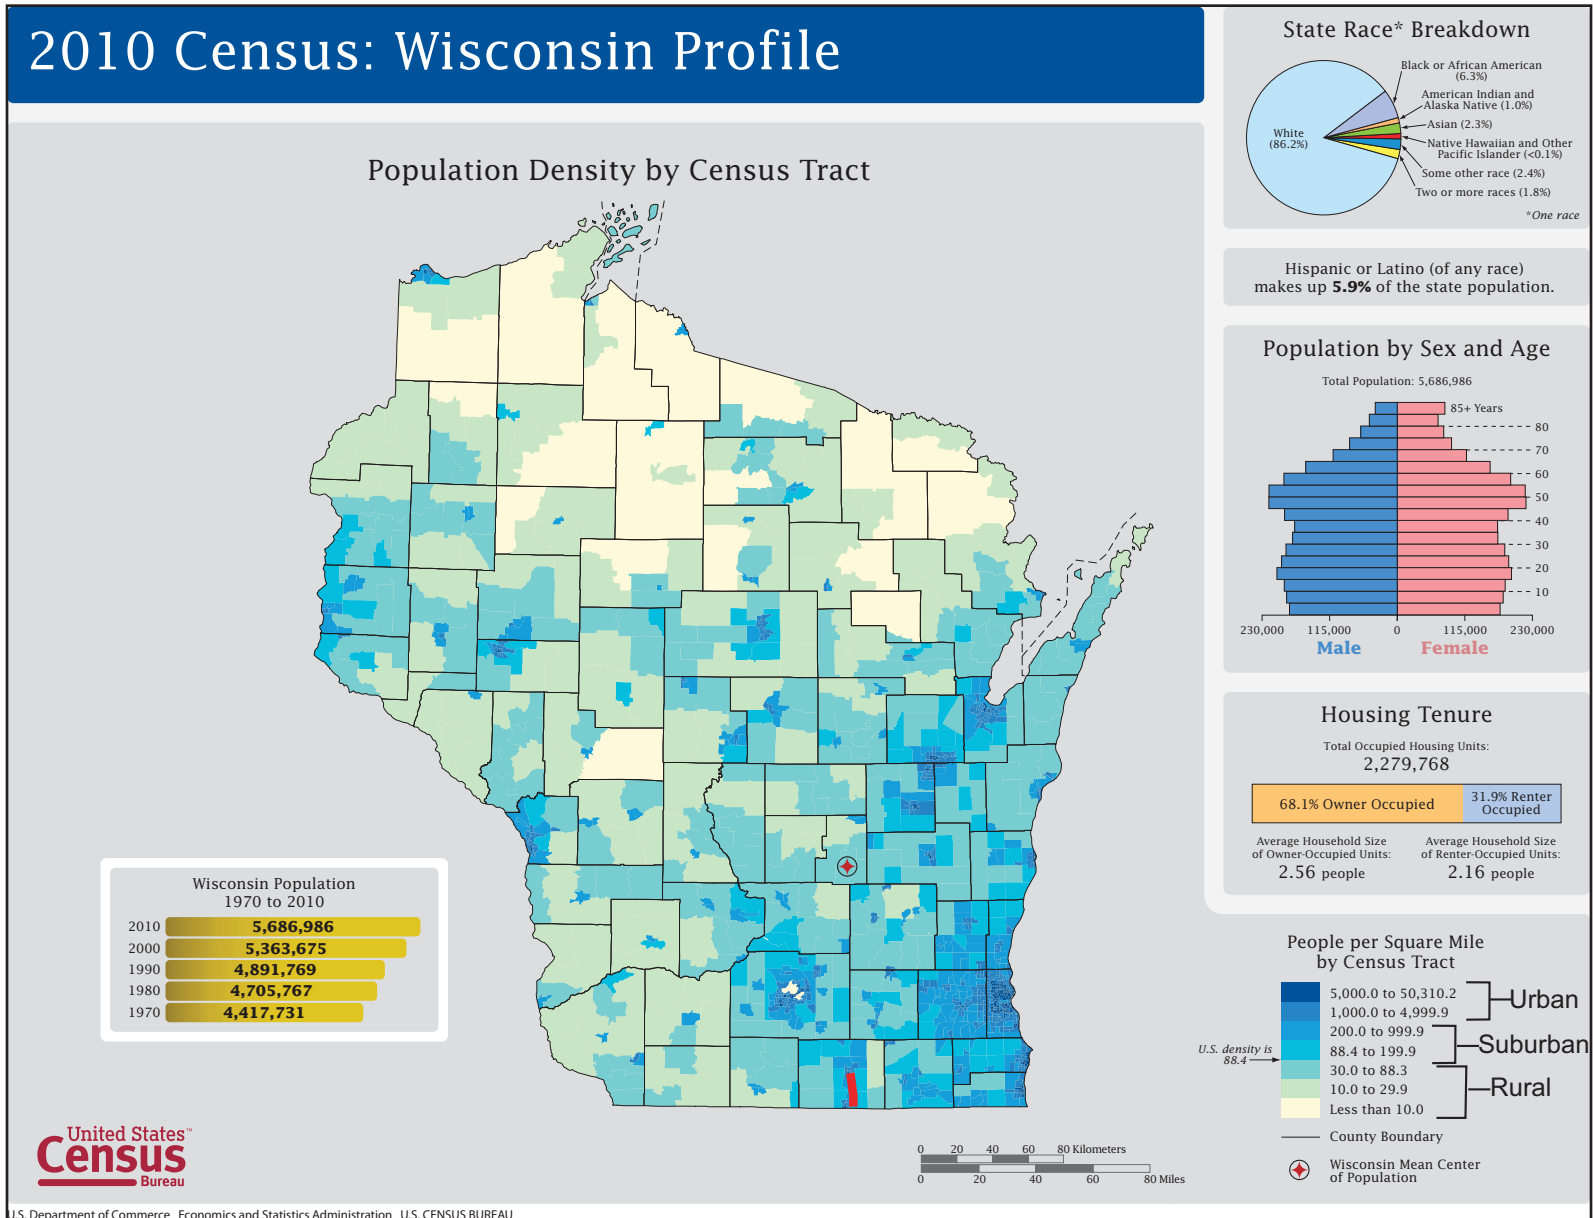 2010 Census: Wisconsin Profile
Population Density by Census Tract
State Race* Breakdown
Black or African American
(6.3%)
American Indian and
Alaska Native (1.0%)
Asian (2.3%)
Native Hawaiian and Other
Pacific Islander (<0.1%)
Some other race (2.4%)
Two or more races (1.8%)
White
(86.2%)
*One race
Hispanic or Latino (of any race)
makes up 5.9% of the state population.
Population by Sex and Age
Total Population: 5,686,986
85+ Years
80
70
60
50
40
30
20
10
230,000 115,000 0 115,000 230,000
Male Female
Housing Tenure
Total Occupied Housing Units:
2,279,768
68.1% Owner Occupied
31.9% Renter
Occupied
Average Household Size
of Owner-Occupied Units:
2.56 people
Average Household Size
of Renter-Occupied Units:
2.16 people
Wisconsin Population
1970 to 2010
2010 5,686,986
2000 5,363,675
1990 4,891,769
1980 4,705,767
1970 4,417,731
People per Square Mile
by Census Tract
5,000.0 to 50,310.2
1,000.0 to 4,999.9
200.0 to 999.9
88.4 to 199.9
30.0 to 88.3
10.0 to 29.9
Less than 10.0
Urban
Suburban
Rural
U.S. density is
88.4
County Boundary
Wisconsin Mean Center
of Population
0 20 40 60 80 Kilometers
0 20 40 60 80 Miles
United States™
Census
Bureau
U.S. Department of Commerce Economics and Statistics Administration U.S. CENSUS BUREAU